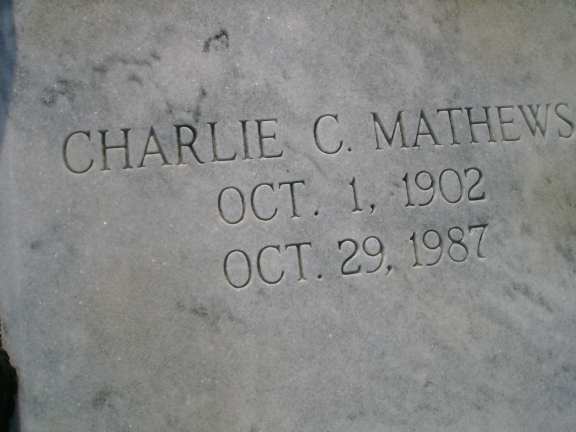 CHARLIE C. MATHEWS
OCT. 1, 1902
OCT. 29, 1987